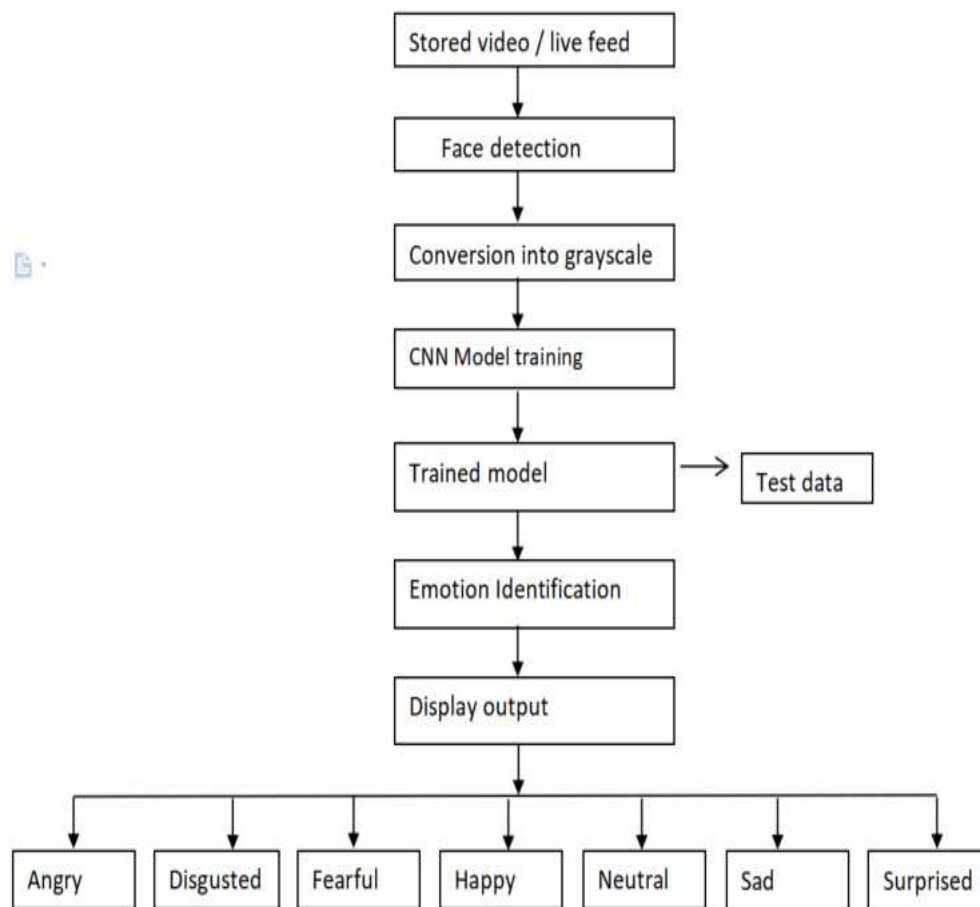 Stored video / live feed
Face detection
Conversion into grayscale
CNN Model training
Trained model
Test data
Emotion Identification
Display output
Angry
Disgusted
Fearful
Happy
Neutral
Sad
Surprised